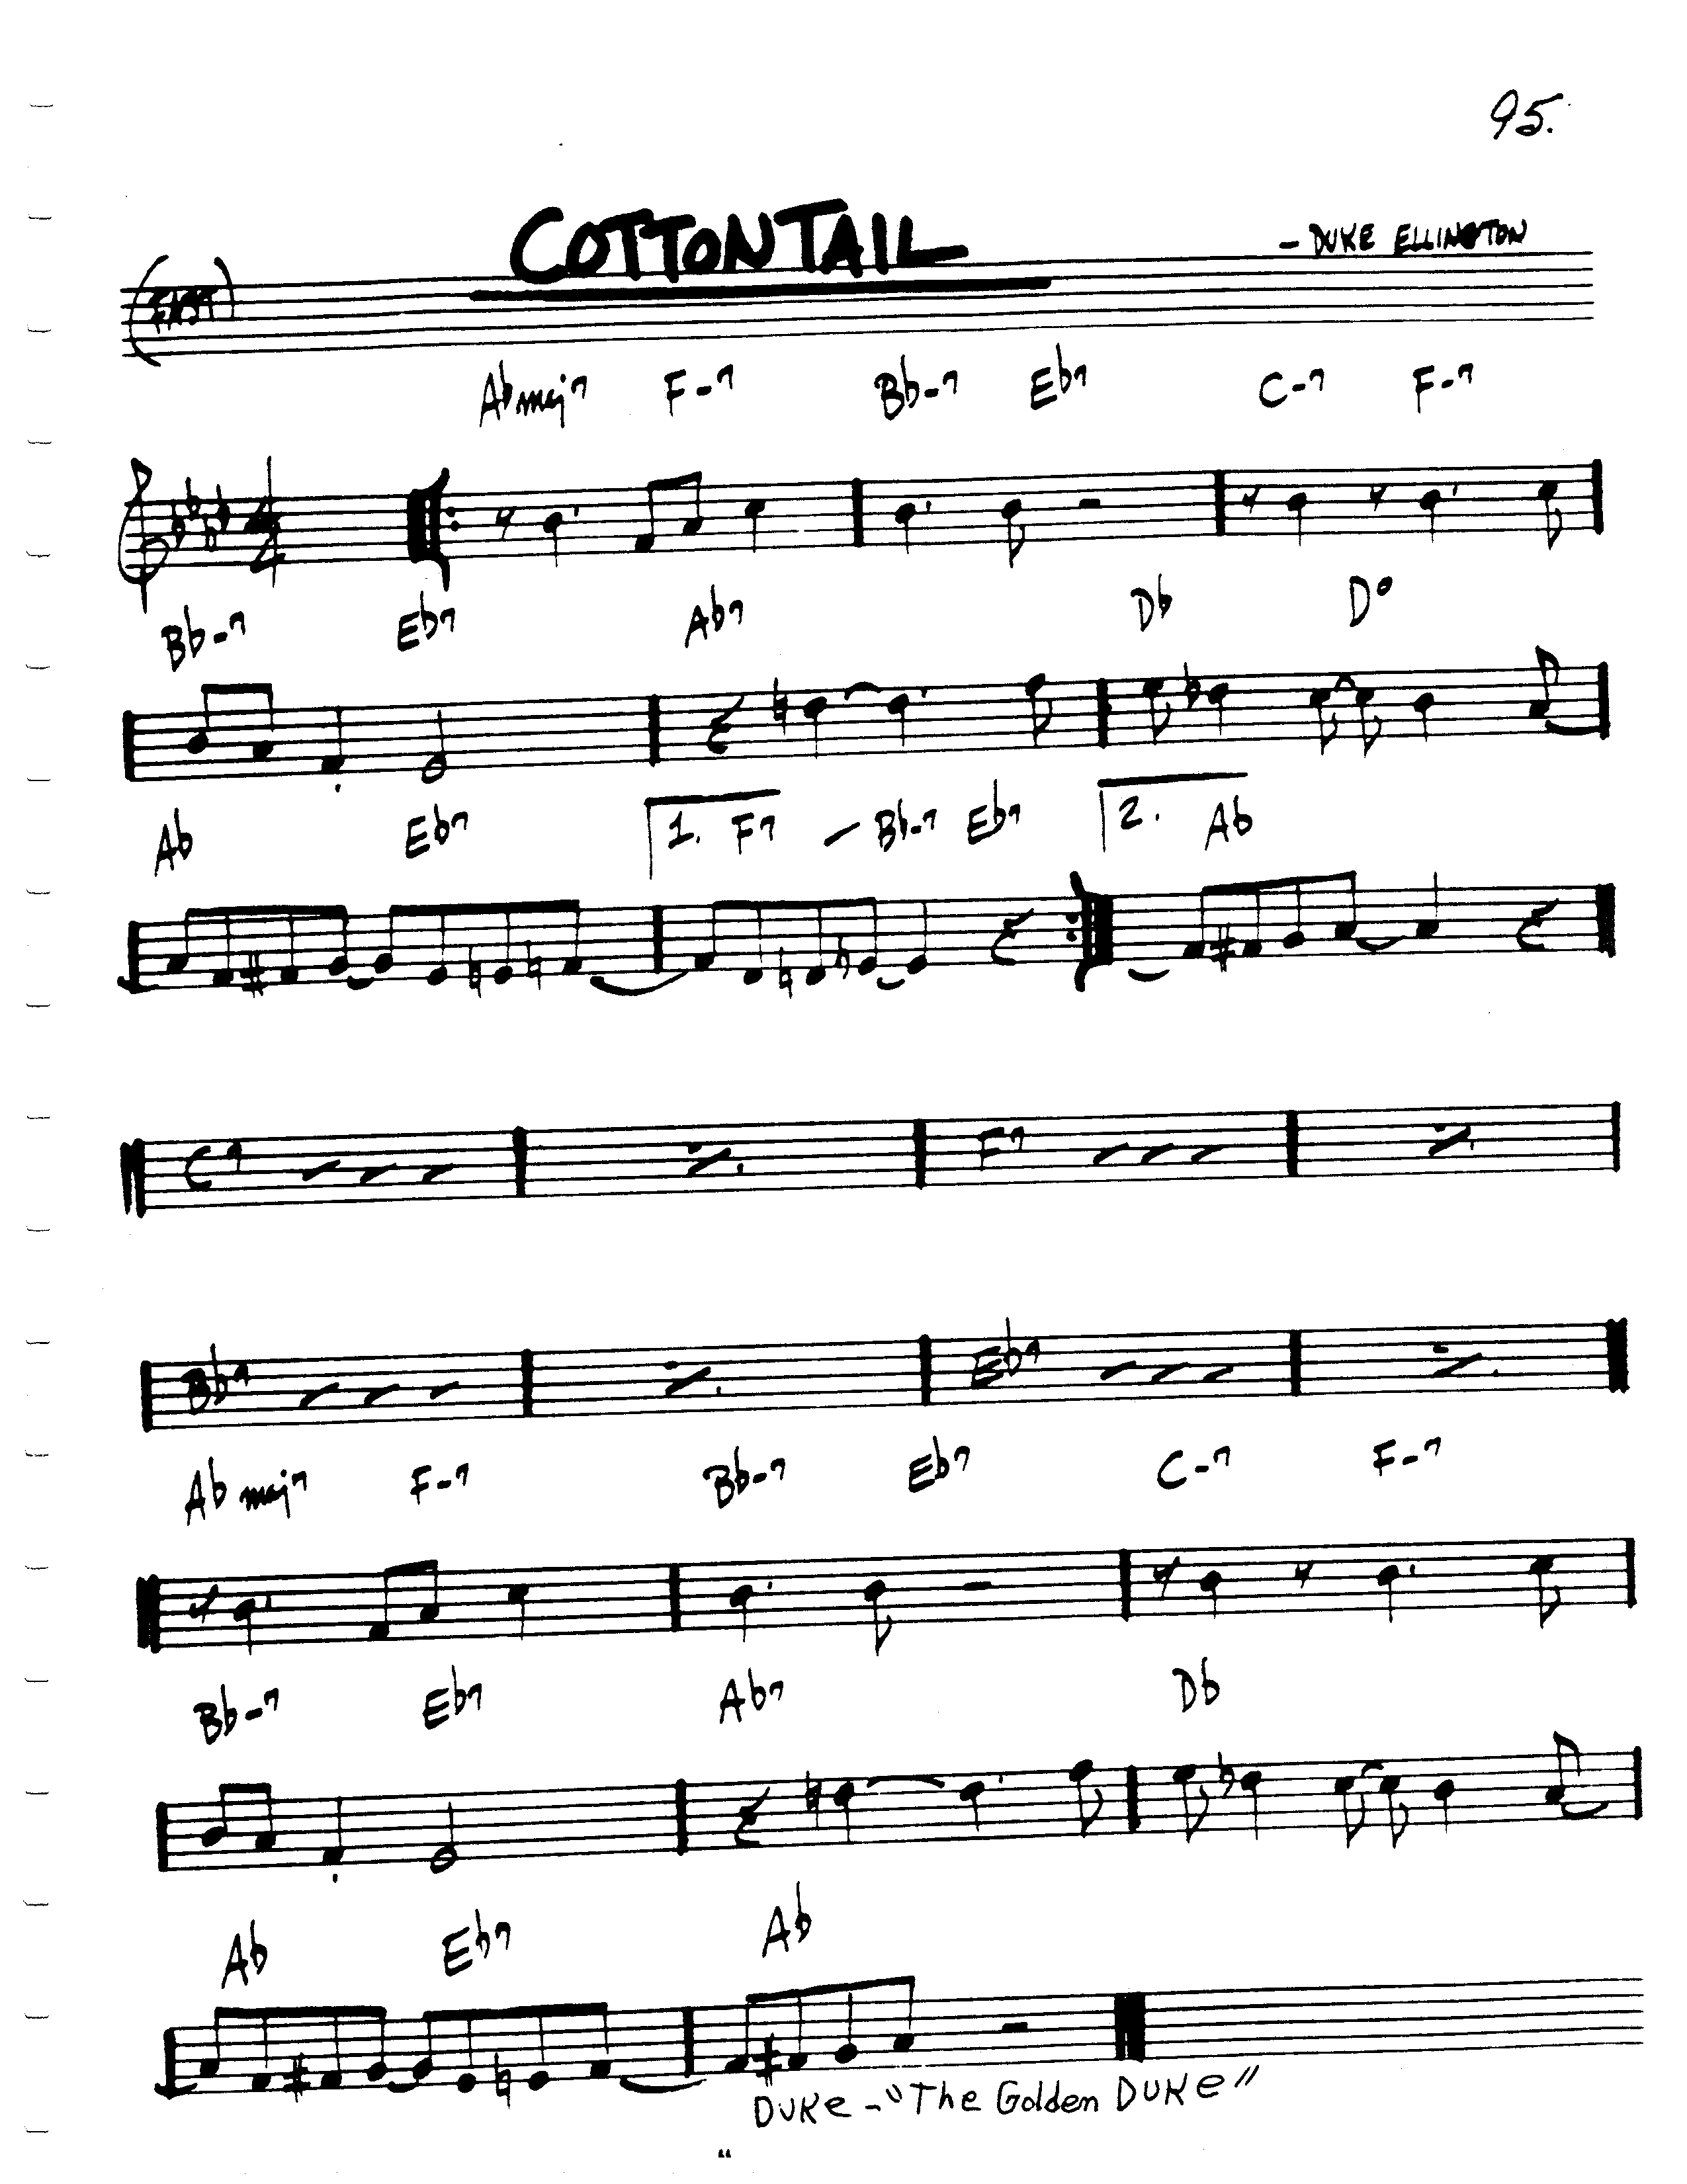 95.
COTTONTAIL
- DUKE ELLINGTON
(FAST)
Abmaj7 F-7 Bb-7 Eb7 C-7 F-7
Bb-7 Eb7 Ab7 Db D°
Ab Eb7 1. F7 – Bb-7 Eb7 2. Ab
C7 F7
Bb7 Eb7
Ab maj7 F-7 Bb-7 Eb7 C-7 F-7
Bb-7 Eb7 Ab7 Db
Ab Eb7 Ab
DUKE - "The Golden DUKE"